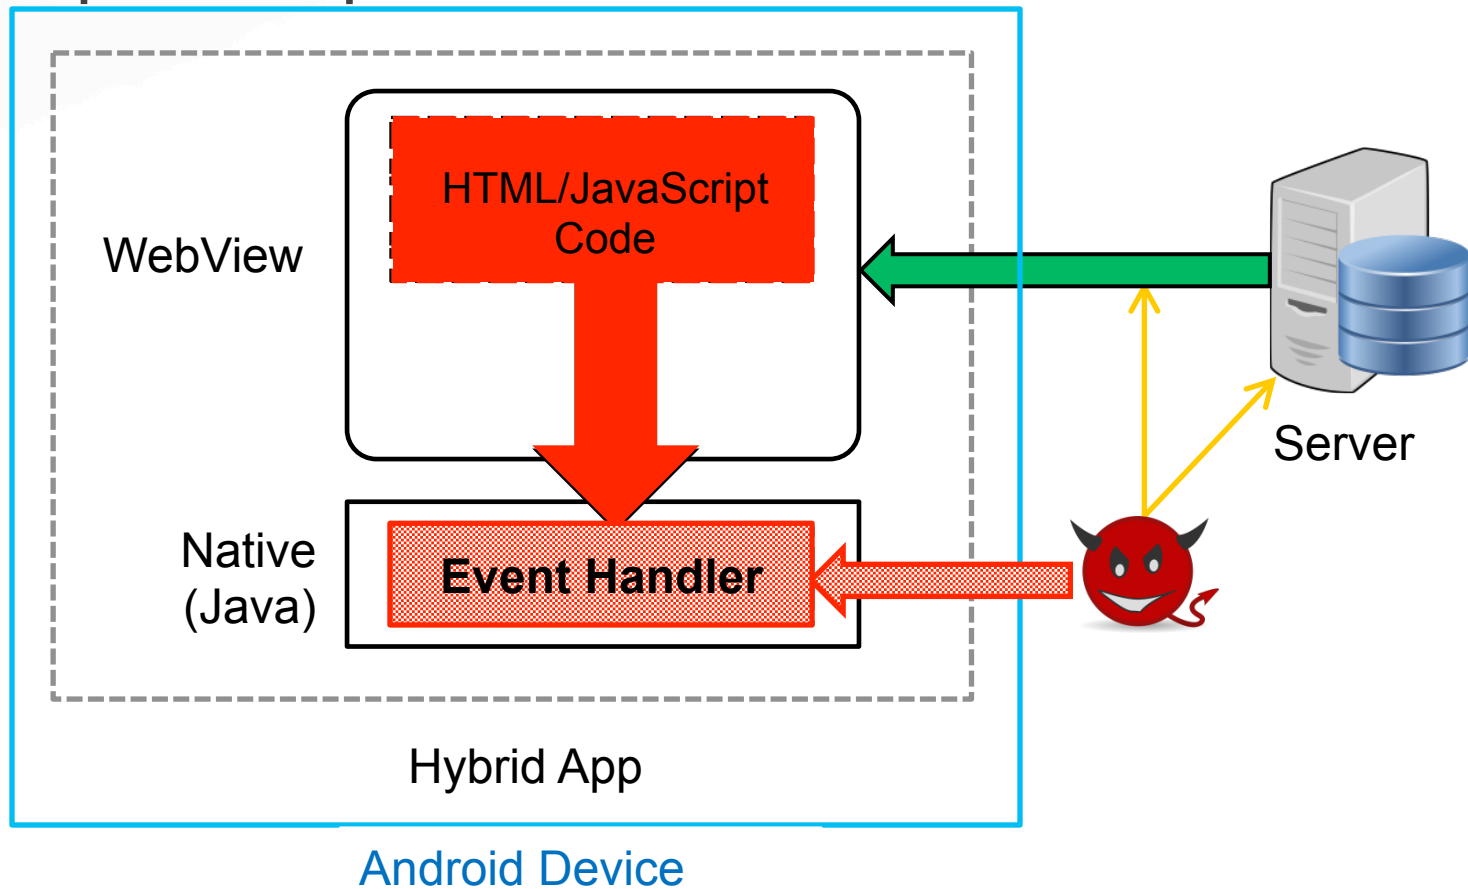 HTML/JavaScript
Code
WebView
Server
Native
(Java)
Event Handler
Hybrid App
Android Device